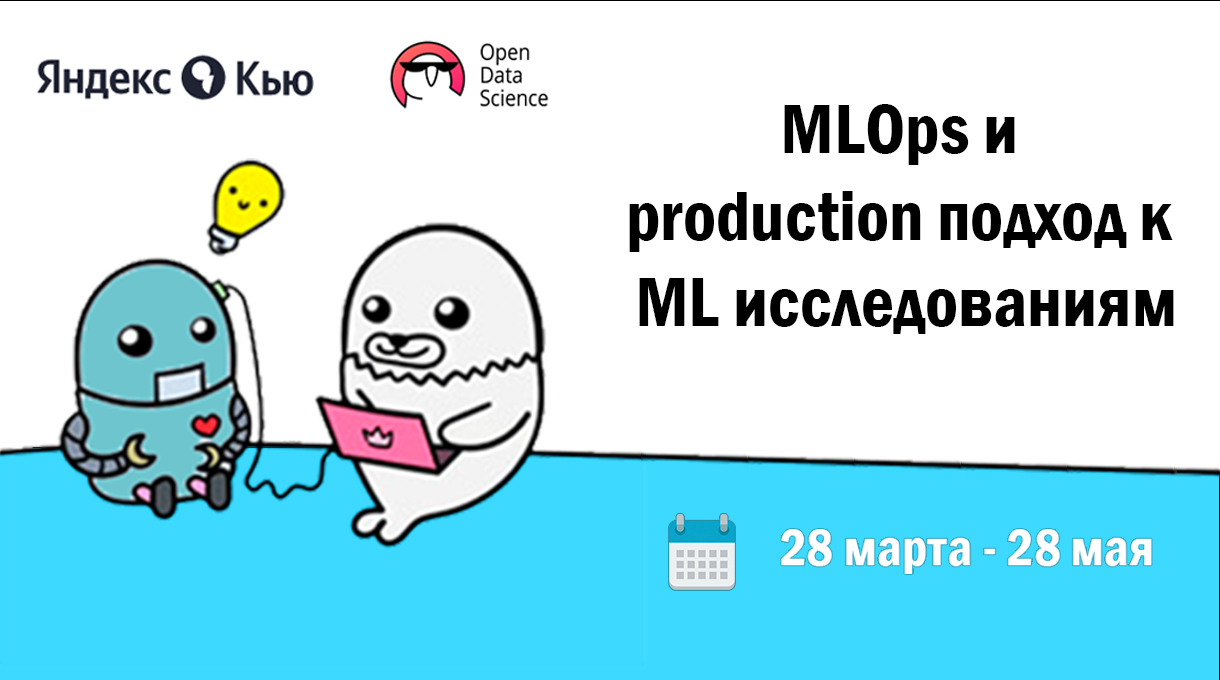 Яндекс Кью
Open
Data
Science
MLOps и
production подход к
ML исследованиям
28 марта - 28 мая